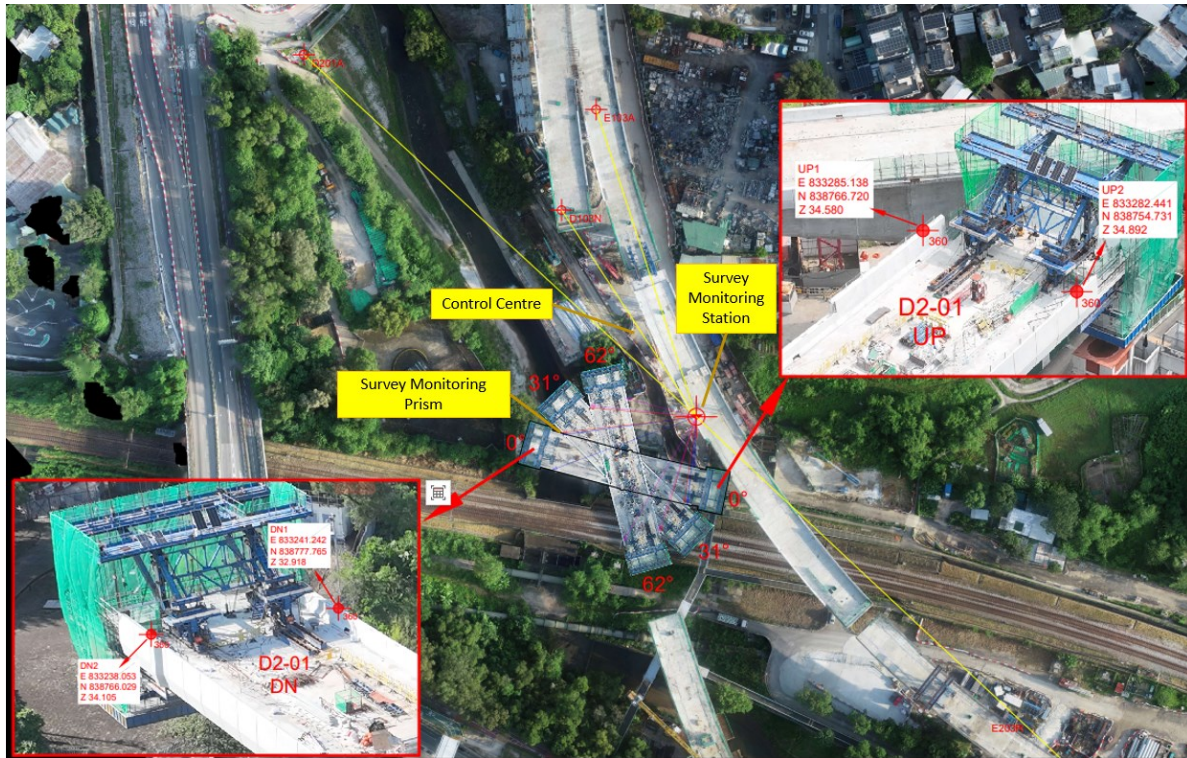 E193A
UP1
E 833285.138
N 838766.720
Z 34.580
UP2
E 833282.441
N 838754.731
Z 34.892
360
360
D2-01
UP
Control Centre
Survey
Monitoring
Station
Survey Monitoring
Prism
62°
31°
0°
0°
31°
62°
DN1
E 833241.242
N 838777.765
Z 32.918
DN2
E 833238.053
N 838766.029
Z 34.105
D2-01
DN